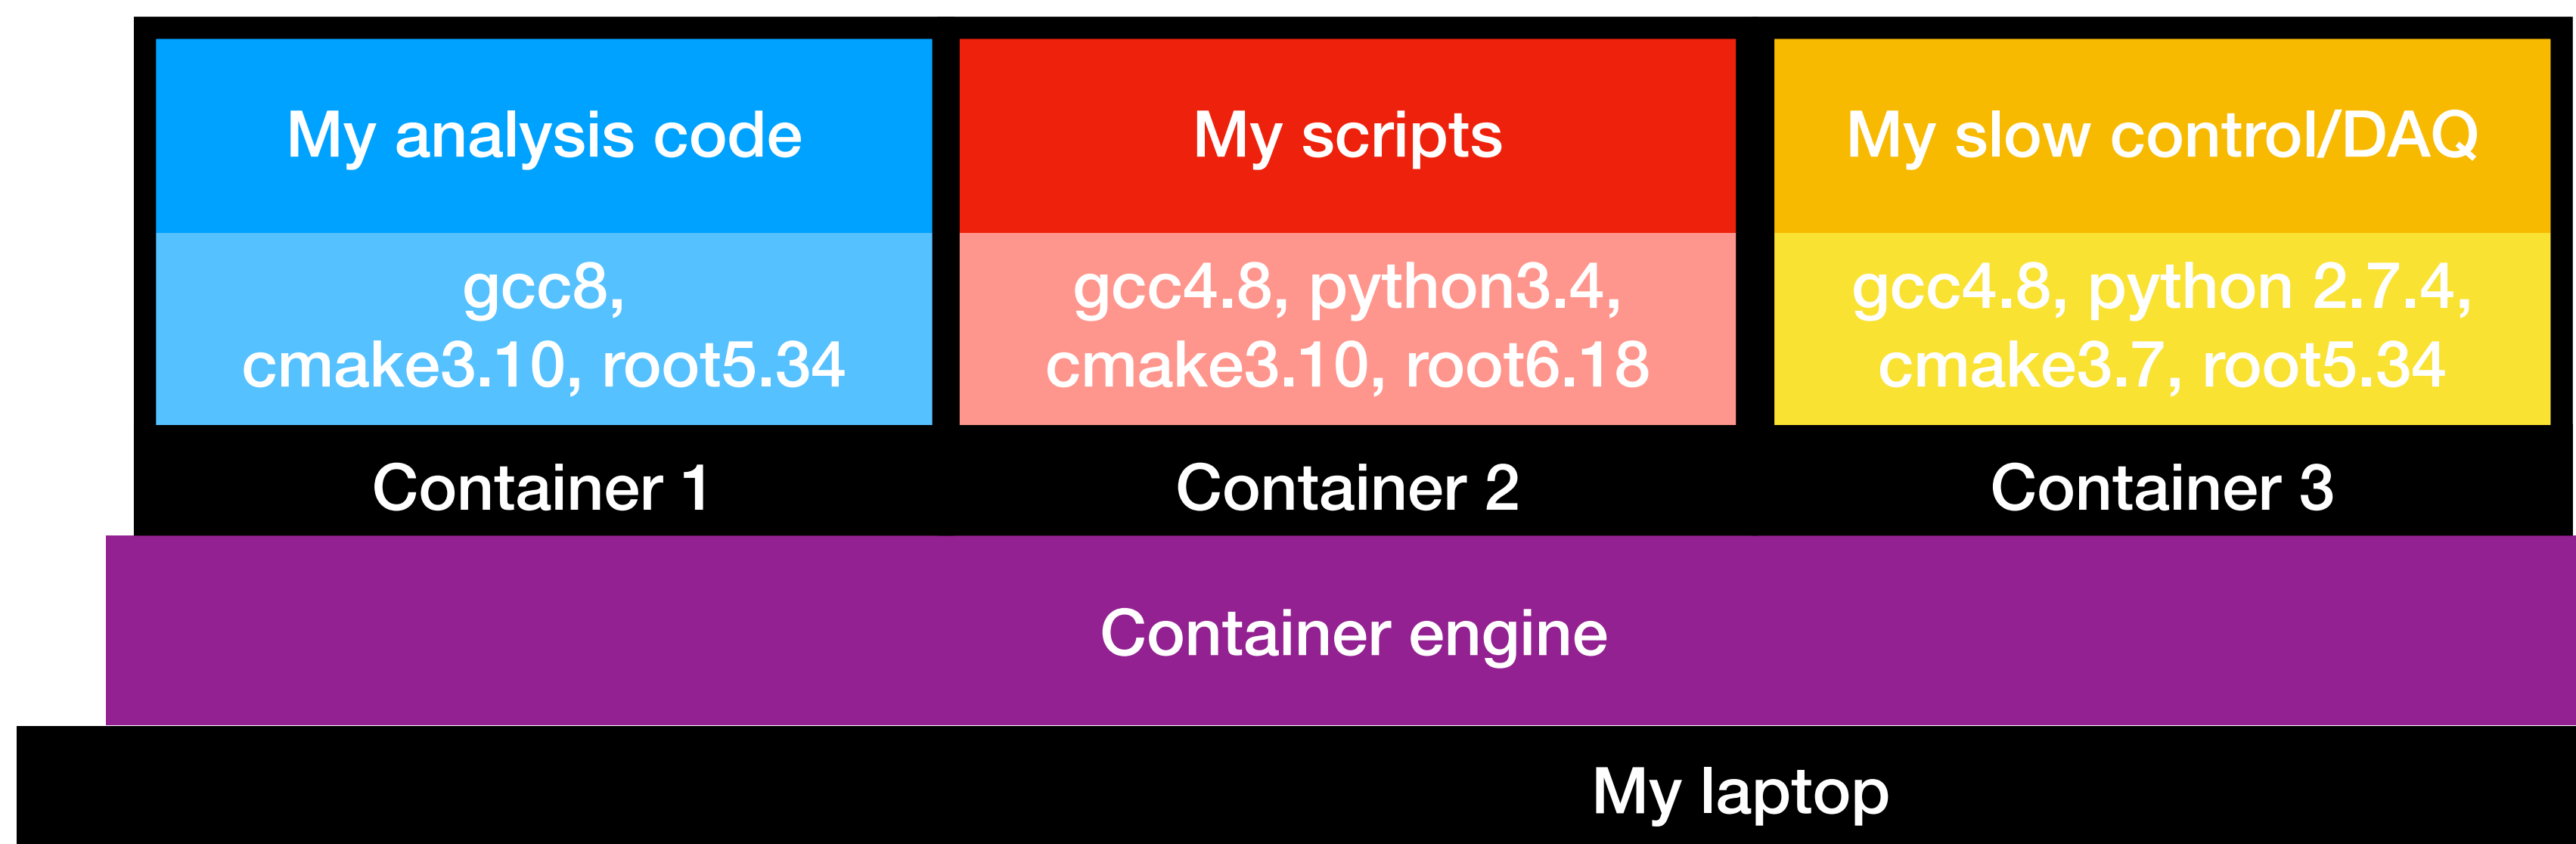 My analysis code
gcc8,
cmake3.10, root5.34
Container 1
My scripts
gcc4.8, python3.4,
cmake3.10, root6.18
Container 2
My slow control/DAQ
gcc4.8, python 2.7.4,
cmake3.7, root5.34
Container 3
Container engine
My laptop